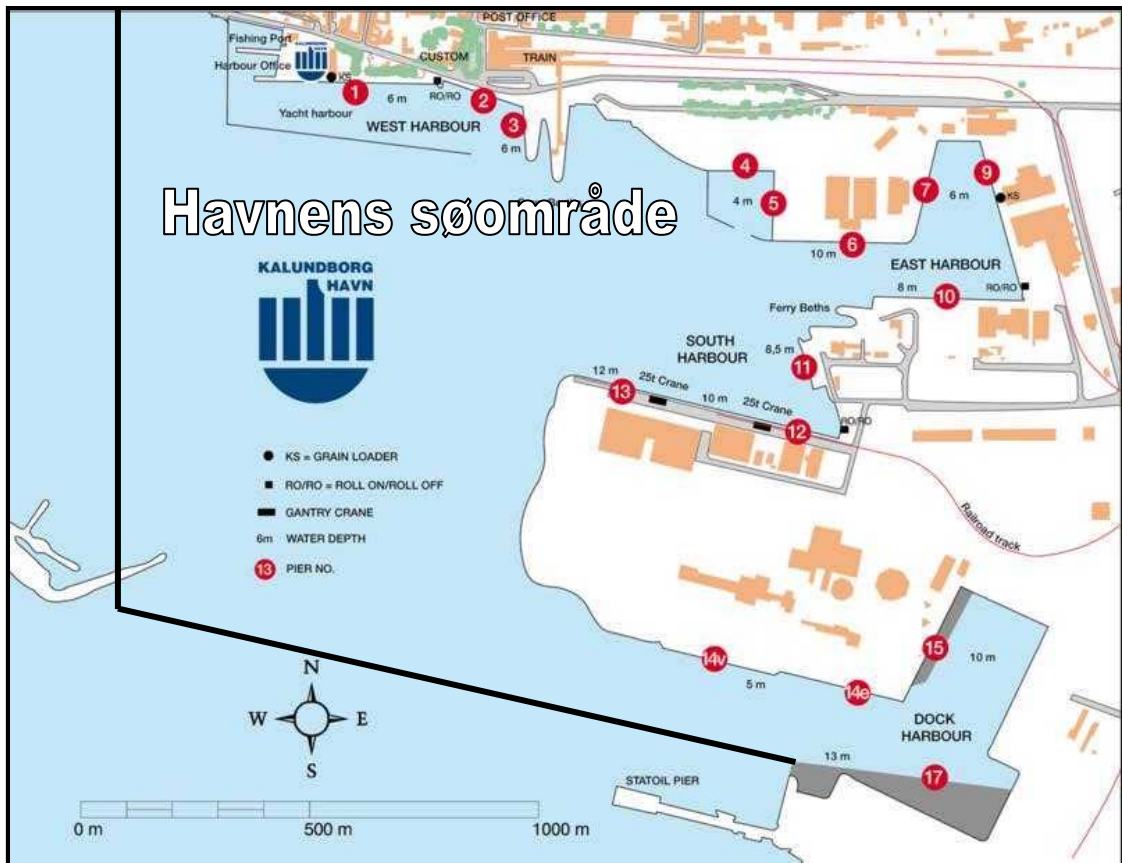 POST OFFICE
Fishing Port
Harbour Office
KS
CUSTOM
TRAIN
1
6 m
RO/RO
2
Yacht harbour
WEST HARBOUR
3
6 m
4
4 m
5
6
10 m
7
6 m
9
KS
Havnens søområde
KALUNDBORG
HAVN
EAST HARBOUR
8 m
10
RO/RO
Ferry Beths
SOUTH
HARBOUR
8,5 m
11
12 m
13
25t Crane
10 m
25t Crane
12
RO/RO
KS = GRAIN LOADER
RO/RO = ROLL ON/ROLL OFF
GANTRY CRANE
6m WATER DEPTH
13 PIER NO.
Railroad track
14v
5 m
14e
15
10 m
DOCK
HARBOUR
13 m
17
STATOIL PIER
N
W E
S
0 m 500 m 1000 m